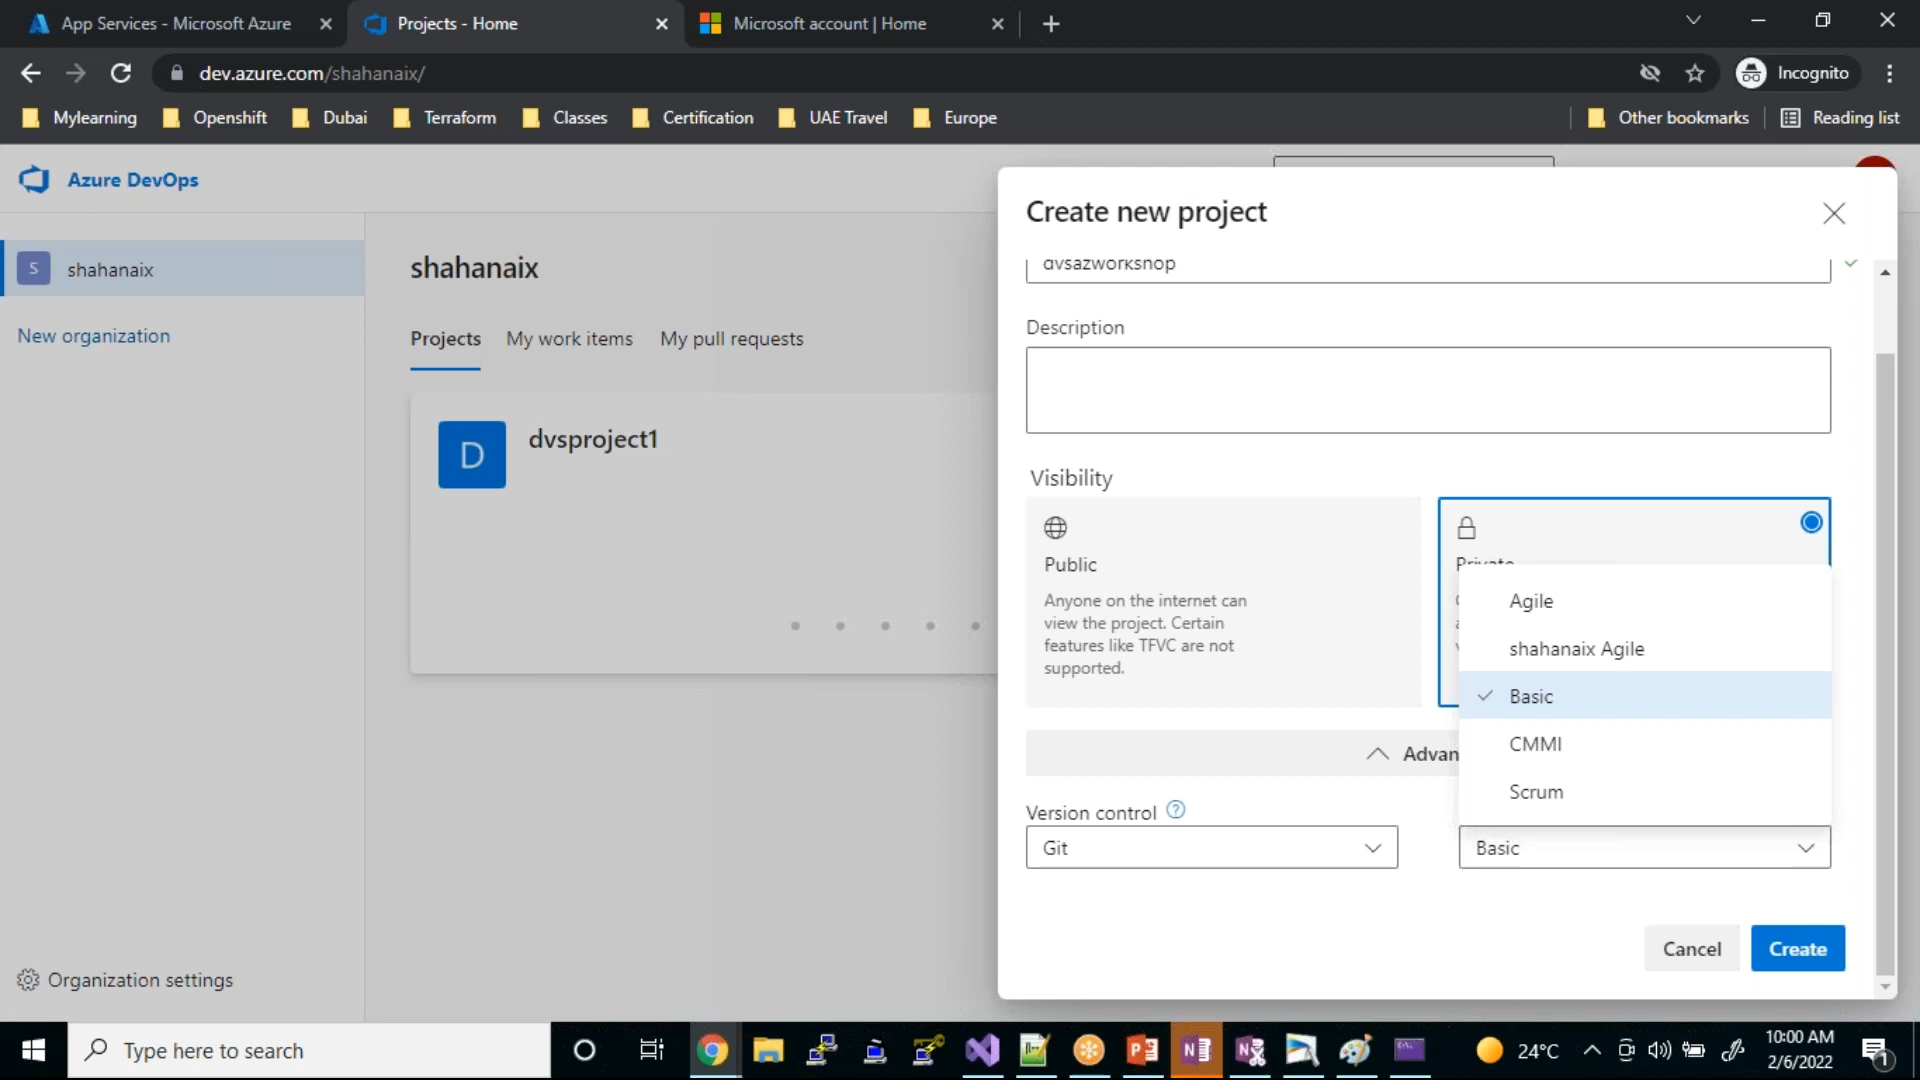 App Services - Microsoft Azure
Projects - Home
Microsoft account | Home
dev.azure.com/shahanaix/
Incognito
Mylearning
Openshift
Dubai
Terraform
Classes
Certification
UAE Travel
Europe
Other bookmarks
Reading list
Azure DevOps
S
shahanaix
New organization
shahanaix
Projects
My work items
My pull requests
D
dvsproject1
Organization settings
Create new project
dvsazworkshop
Description
Visibility
Public
Anyone on the internet can
view the project. Certain
features like TFVC are not
supported.
Private
Agile
shahanaix Agile
Basic
CMMI
Scrum
Advan
Version control
Git
Basic
Cancel
Create
Type here to search
24°C
10:00 AM
2/6/2022
1